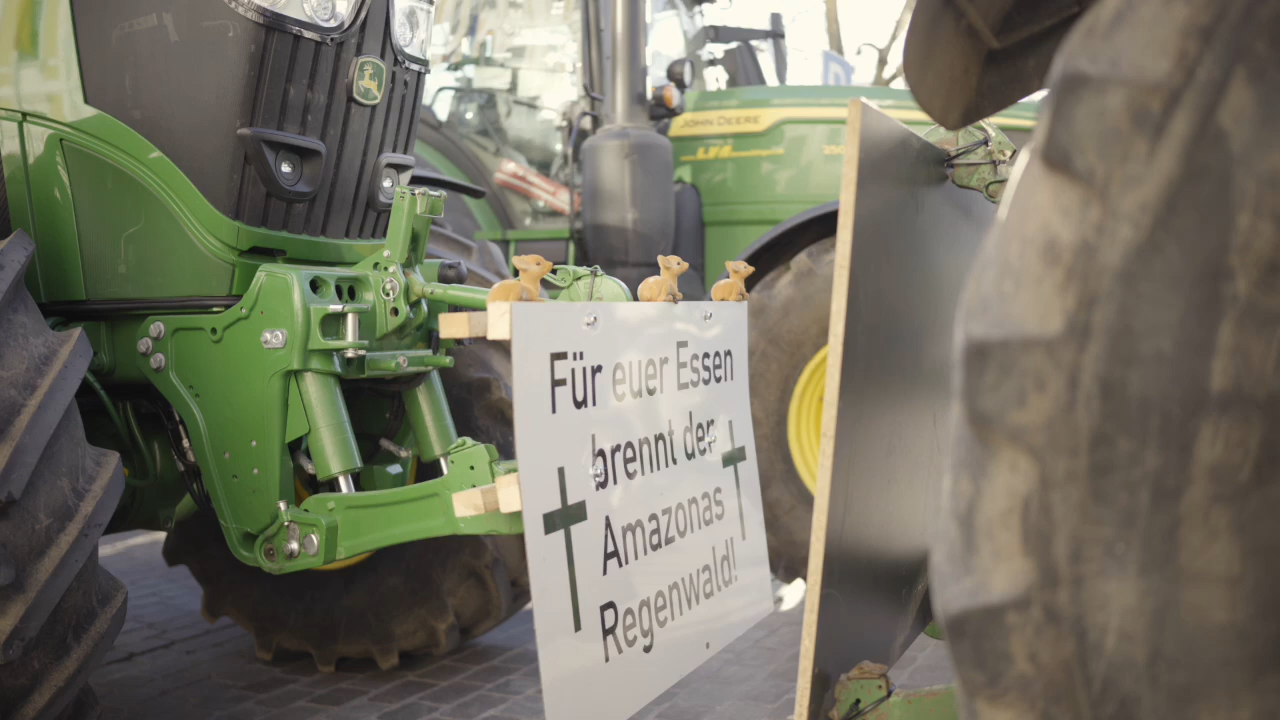 JOHN DEERE
Für euer Essen
brennt der
Amazonas
Regenwald!